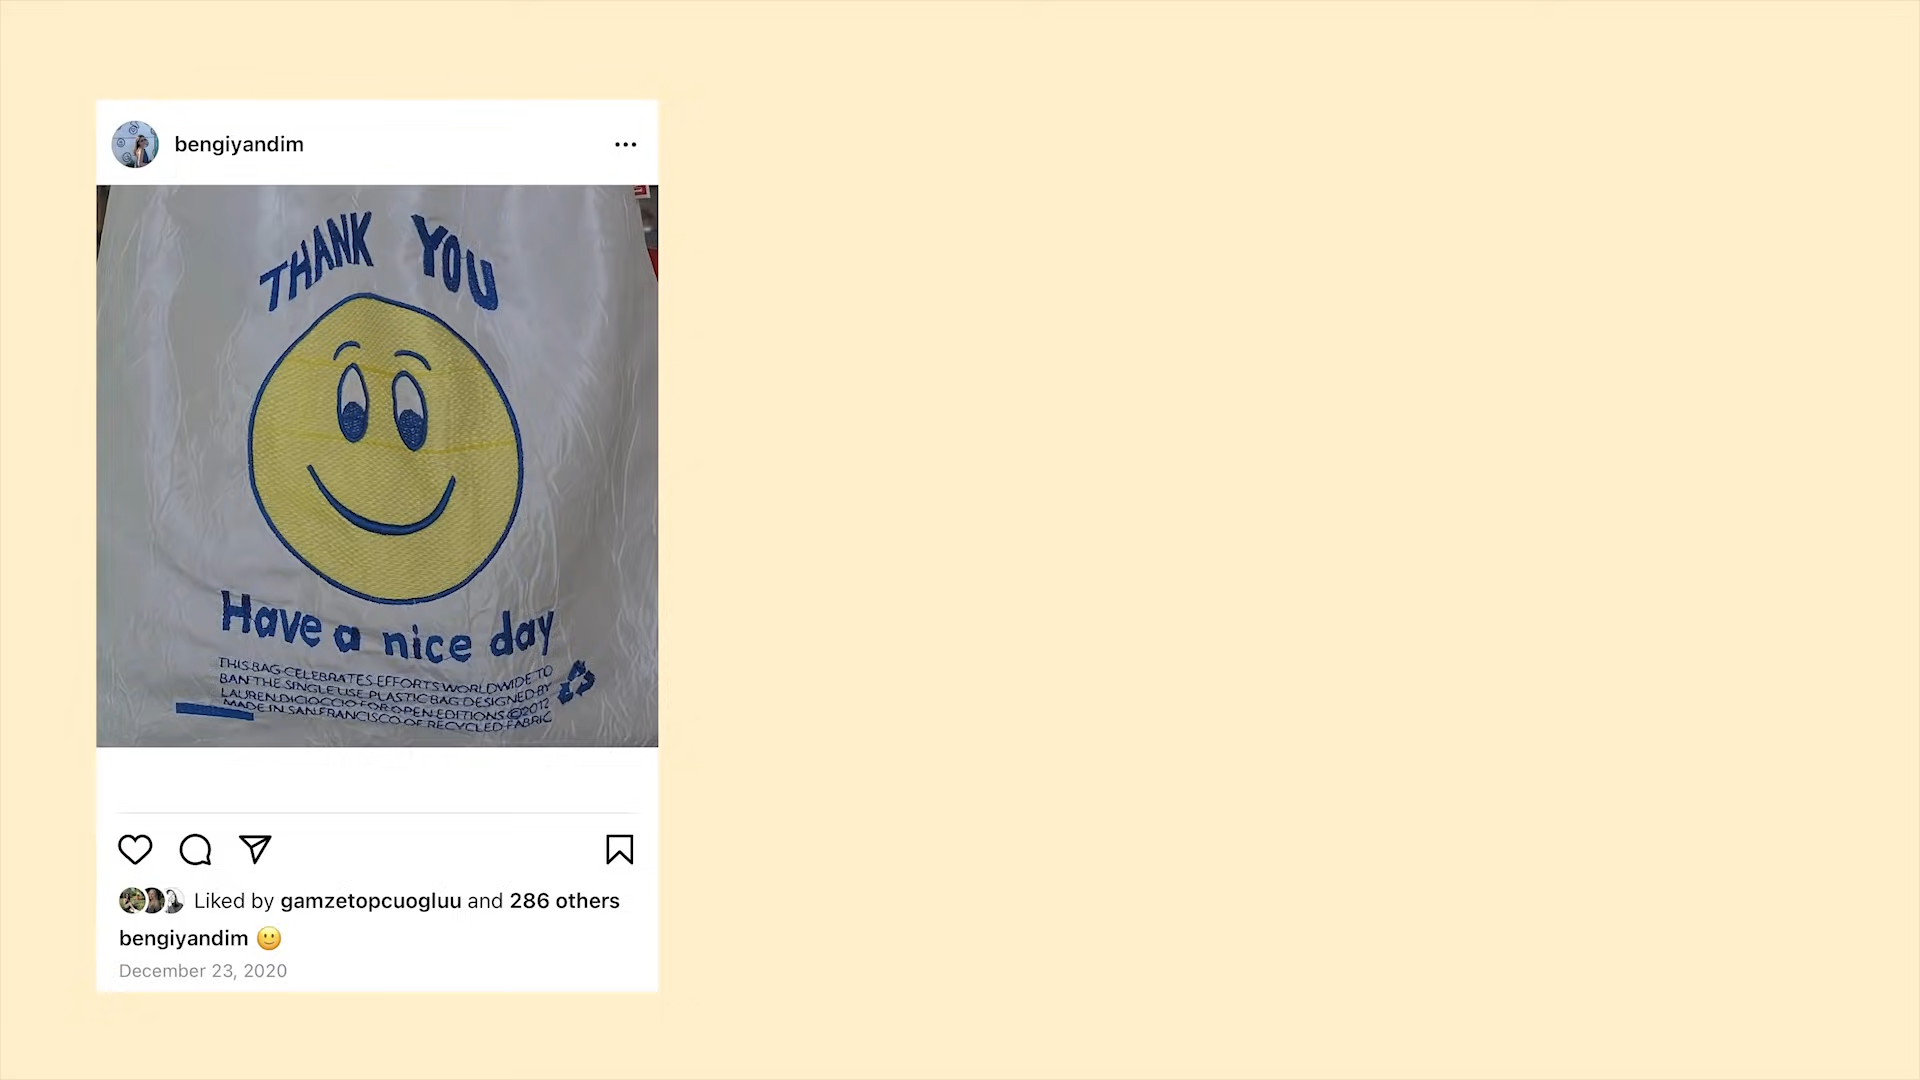 bengiyandim
THANK YOU
Have a nice day
THIS BAG CELEBRATES EFFORTS WORLDWIDE TO
BAN THE SINGLE USE PLASTIC BAG DESIGNED BY
LAUREN DICIOCCIO FOR OPEN EDITIONS ©2012
MADE IN SAN FRANCISCO OF RECYCLED FABRIC
Liked by gamzetopcuogluu and 286 others
bengiyandim 🙂
December 23, 2020